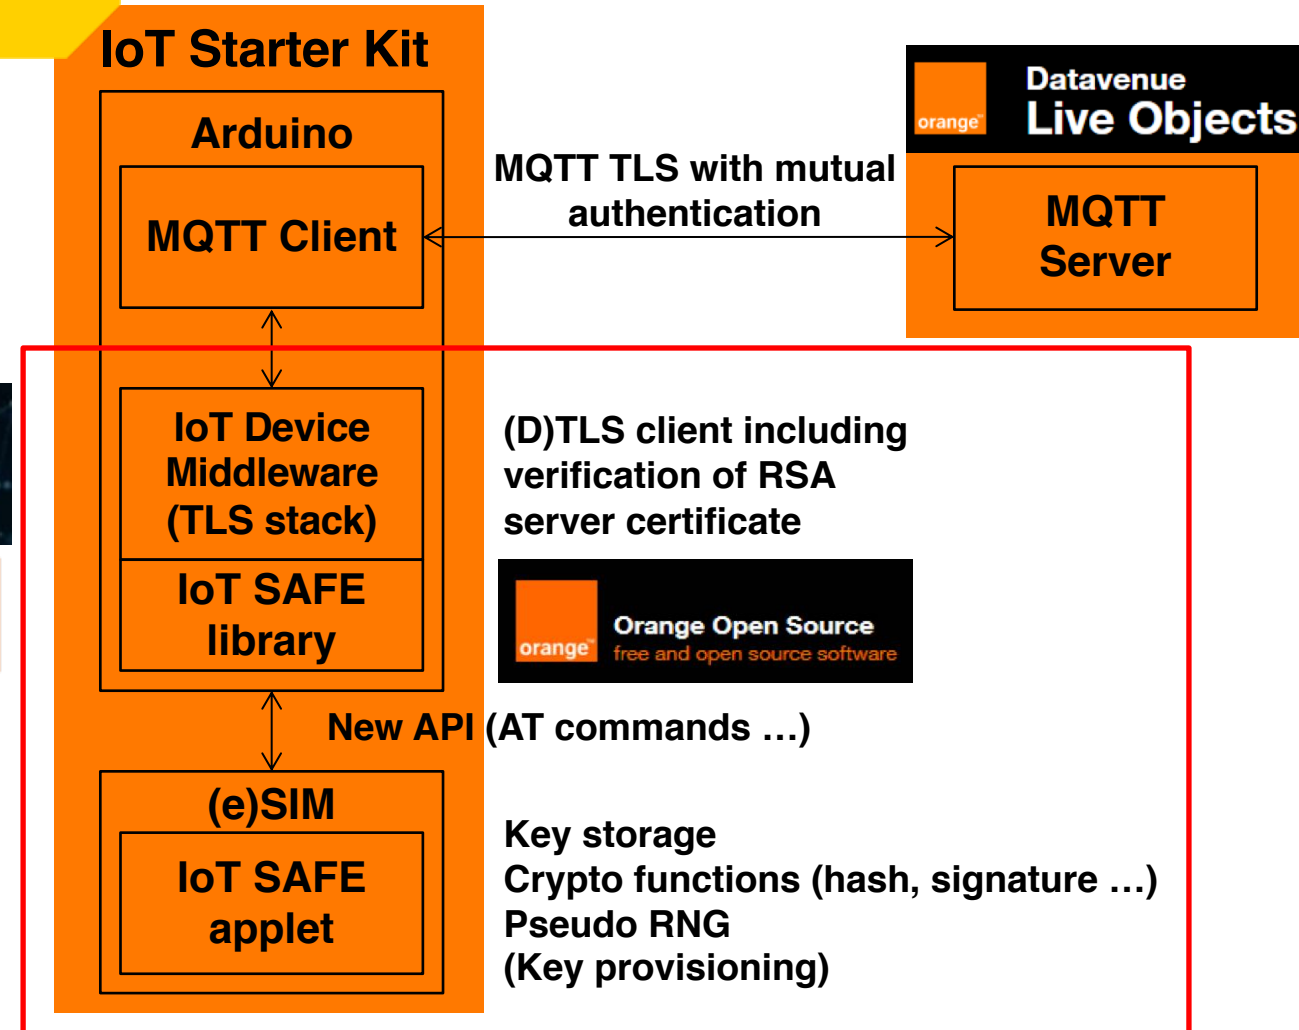 IoT Starter Kit
Arduino
MQTT Client
MQTT TLS with mutual
authentication
orange™
Datavenue
Live Objects
MQTT
Server
IoT Device
Middleware
(TLS stack)
(D)TLS client including
verification of RSA
server certificate
IoT SAFE
library
orange™
Orange Open Source
free and open source software
New API (AT commands …)
(e)SIM
IoT SAFE
applet
Key storage
Crypto functions (hash, signature …)
Pseudo RNG
(Key provisioning)